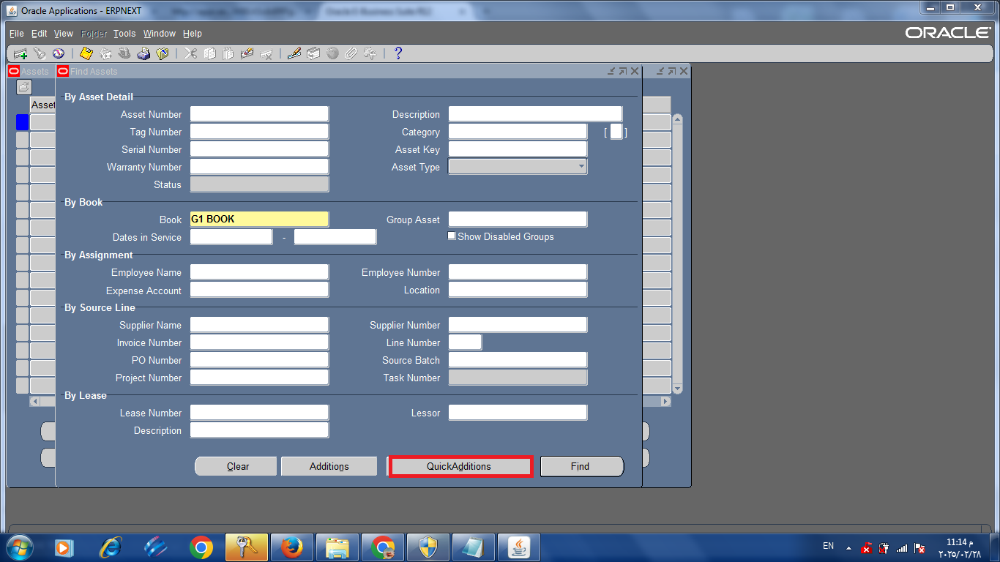 Oracle Applications - ERPNEXT
Oracle E-Business Suite R12
File Edit View Folder Tools Window Help
ORACLE
Assets
Find Assets
Asset
By Asset Detail
Asset Number
Description
Tag Number
Category [ ]
Serial Number
Asset Key
Warranty Number
Asset Type
Status
By Book
Book G1 BOOK
Group Asset
Dates in Service -
Show Disabled Groups
By Assignment
Employee Name
Employee Number
Expense Account
Location
By Source Line
Supplier Name
Supplier Number
Invoice Number
Line Number
PO Number
Source Batch
Project Number
Task Number
By Lease
Lease Number
Lessor
Description
Clear Additions QuickAdditions Find
EN
11:14 م
٢٠٢٥/٠٢/٢٨